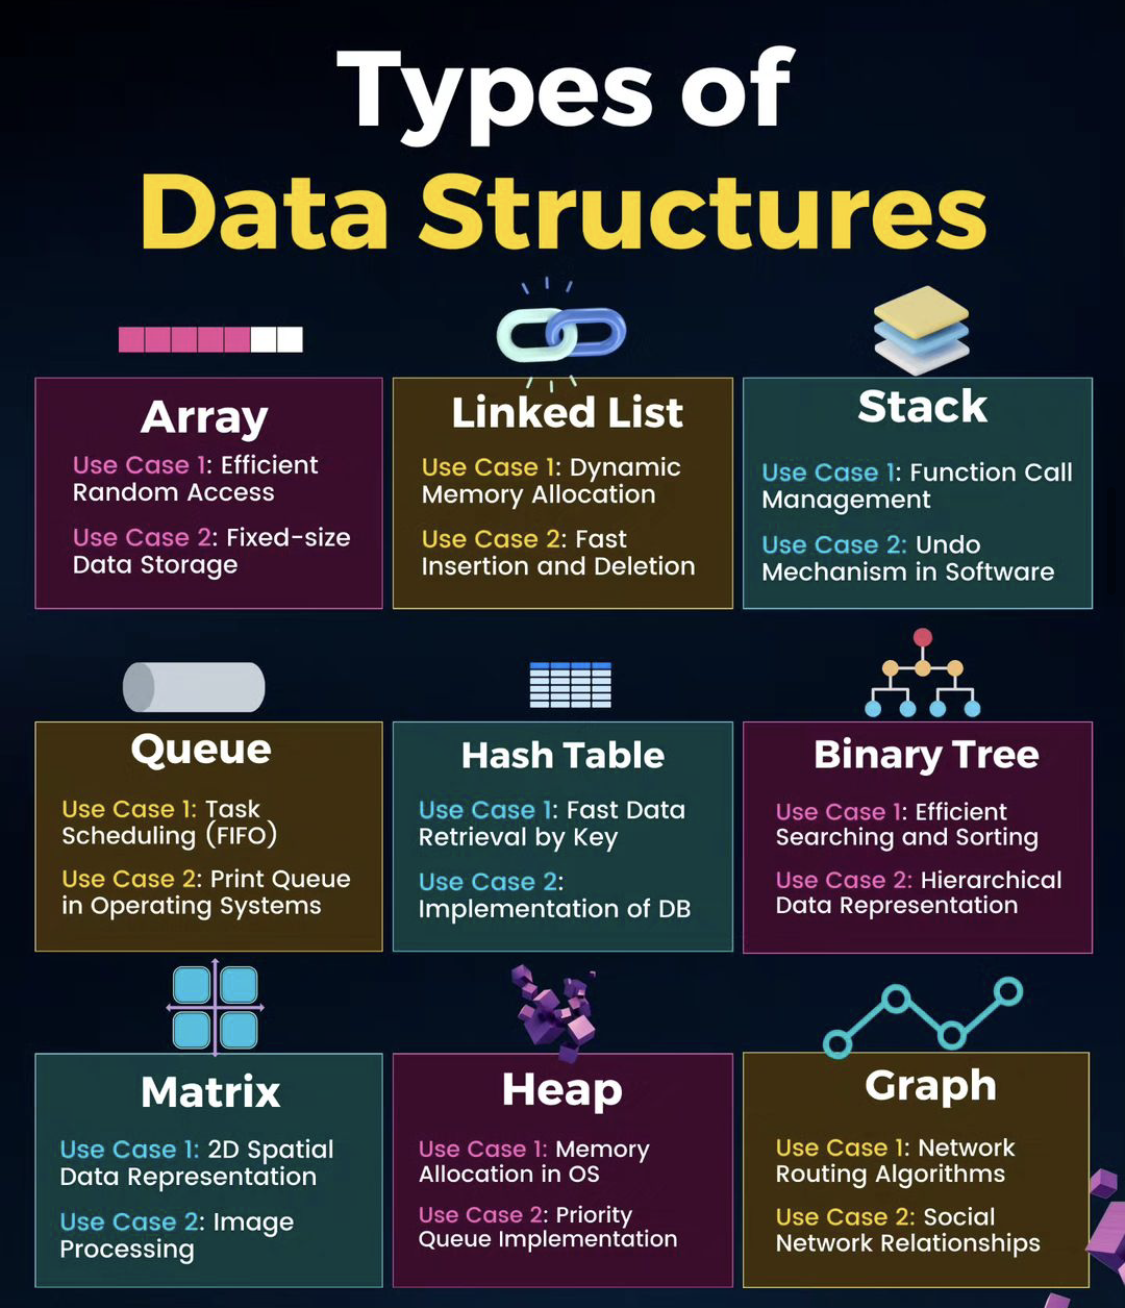 Types of
Data Structures
Array
Use Case 1: Efficient
Random Access
Use Case 2: Fixed-size
Data Storage
Linked List
Use Case 1: Dynamic
Memory Allocation
Use Case 2: Fast
Insertion and Deletion
Stack
Use Case 1: Function Call
Management
Use Case 2: Undo
Mechanism in Software
Queue
Use Case 1: Task
Scheduling (FIFO)
Use Case 2: Print Queue
in Operating Systems
Hash Table
Use Case 1: Fast Data
Retrieval by Key
Use Case 2:
Implementation of DB
Binary Tree
Use Case 1: Efficient
Searching and Sorting
Use Case 2: Hierarchical
Data Representation
Matrix
Use Case 1: 2D Spatial
Data Representation
Use Case 2: Image
Processing
Heap
Use Case 1: Memory
Allocation in OS
Use Case 2: Priority
Queue Implementation
Graph
Use Case 1: Network
Routing Algorithms
Use Case 2: Social
Network Relationships